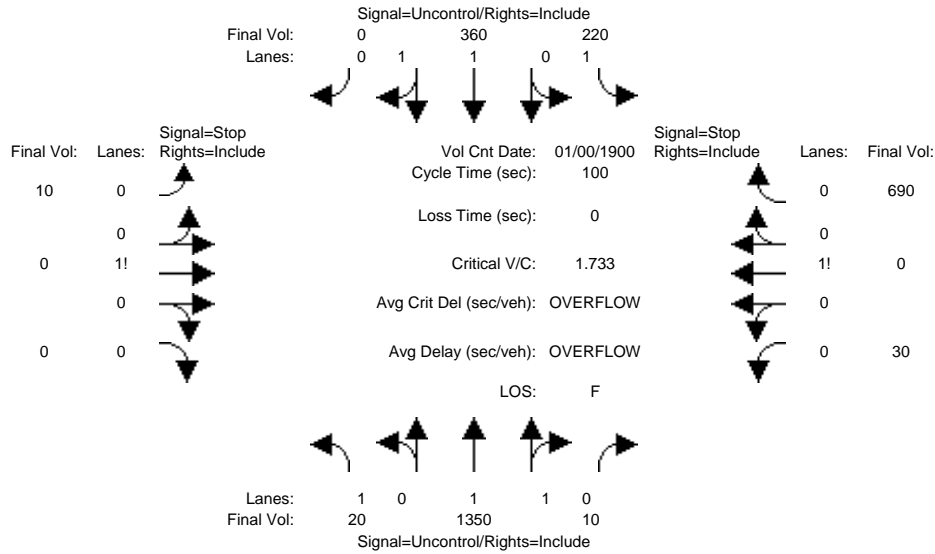 Signal=Uncontrol/Rights=Include
Final Vol: 0 360 220
Lanes: 0 1 1 0 1
Signal=Stop
Final Vol: Lanes: Rights=Include
Vol Cnt Date: 01/00/1900
Signal=Stop
Rights=Include Lanes: Final Vol:
Cycle Time (sec): 100
10 0
0 690
Loss Time (sec): 0
0
0
0 1!
Critical V/C: 1.733
1! 0
0
Avg Crit Del (sec/veh): OVERFLOW
0
0 0
Avg Delay (sec/veh): OVERFLOW
0 30
LOS: F
Lanes: 1 0 1 1 0
Final Vol: 20 1350 10
Signal=Uncontrol/Rights=Include